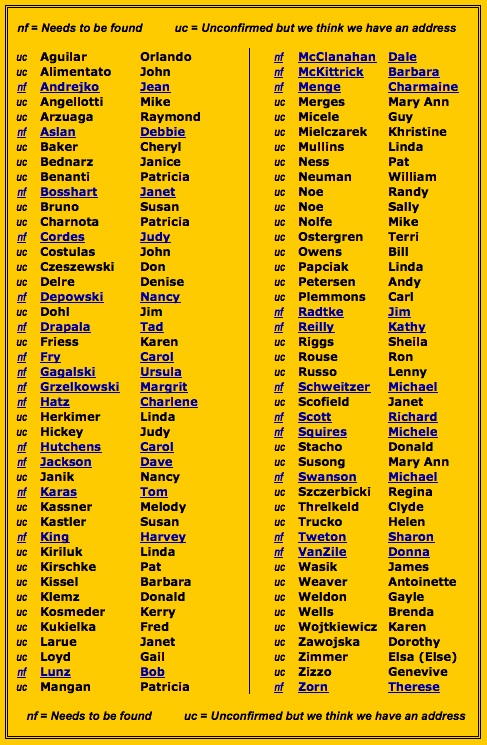 nf = Needs to be found uc = Unconfirmed but we think we have an address
uc Aguilar Orlando
uc Alimentato John
nf Andrejko Jean
uc Angellotti Mike
uc Arzuaga Raymond
nf Aslan Debbie
uc Baker Cheryl
uc Bednarz Janice
uc Benanti Patricia
nf Bosshart Janet
uc Bruno Susan
uc Charnota Patricia
nf Cordes Judy
uc Costulas John
uc Czeszewski Don
uc Delre Denise
nf Depowski Nancy
uc Dohl Jim
nf Drapala Tad
uc Friess Karen
nf Fry Carol
nf Gagalski Ursula
nf Grzelkowski Margrit
nf Hatz Charlene
uc Herkimer Linda
uc Hickey Judy
nf Hutchens Carol
nf Jackson Dave
uc Janik Nancy
nf Karas Tom
uc Kassner Melody
uc Kastler Susan
nf King Harvey
uc Kiriluk Linda
uc Kirschke Pat
uc Kissel Barbara
uc Klemz Donald
uc Kosmeder Kerry
uc Kukielka Fred
uc Larue Janet
uc Loyd Gail
nf Lunz Bob
uc Mangan Patricia
nf McClanahan Dale
nf McKittrick Barbara
nf Menge Charmaine
uc Merges Mary Ann
uc Micele Guy
uc Mielczarek Khristine
uc Mullins Linda
uc Ness Pat
uc Neuman William
uc Noe Randy
uc Noe Sally
uc Nolfe Mike
uc Ostergren Terri
uc Owens Bill
uc Papciak Linda
uc Petersen Andy
uc Plemmons Carl
nf Radtke Jim
nf Reilly Kathy
uc Riggs Sheila
uc Rouse Ron
uc Russo Lenny
nf Schweitzer Michael
uc Scofield Janet
nf Scott Richard
nf Squires Michele
uc Stacho Donald
uc Susong Mary Ann
nf Swanson Michael
uc Szczerbicki Regina
uc Threlkeld Clyde
uc Trucko Helen
nf Tweton Sharon
nf VanZile Donna
uc Wasik James
uc Weaver Antoinette
uc Weldon Gayle
uc Wells Brenda
uc Wojtkiewicz Karen
uc Zawojska Dorothy
uc Zimmer Elsa (Else)
uc Zizzo Genevive
nf Zorn Therese
nf = Needs to be found uc = Unconfirmed but we think we have an address